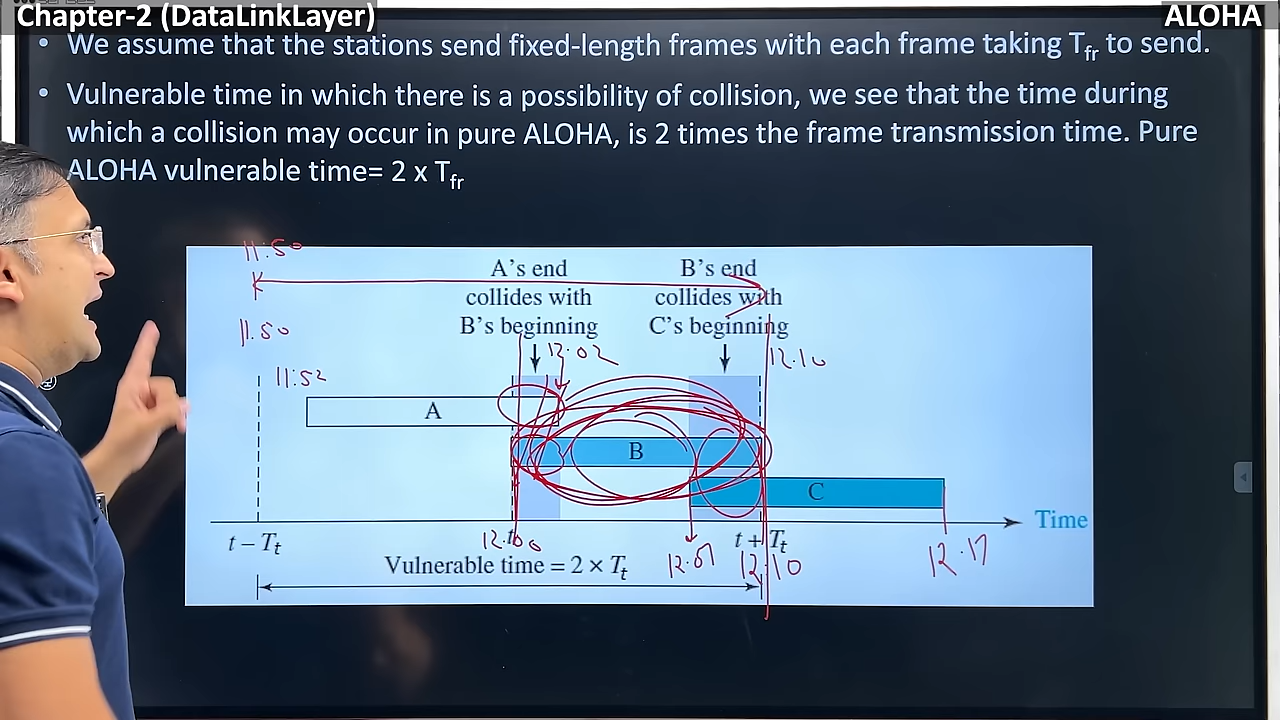 Chapter-2 (DataLinkLayer)
ALOHA
• We assume that the stations send fixed-length frames with each frame taking Tfr to send.
• Vulnerable time in which there is a possibility of collision, we see that the time during
which a collision may occur in pure ALOHA, is 2 times the frame transmission time. Pure
ALOHA vulnerable time= 2 x Tfr
11:50
A's end
collides with
B's beginning
B's end
collides with
C's beginning
11.50
12.02
12.10
11:52
A
B
C
Time
t – Tt
t + Tt
12.07
12.10
12.17
Vulnerable time = 2 × Tt